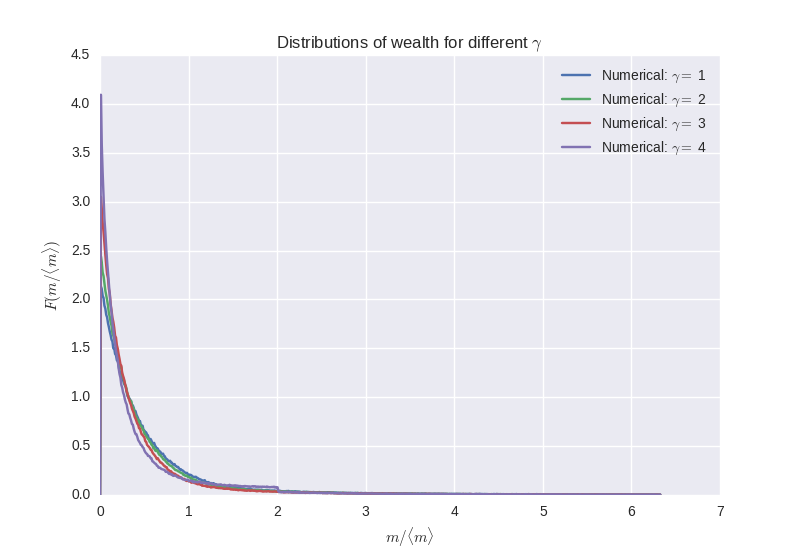 Distributions of wealth for different γ
4.5
4.0
3.5
3.0
2.5
2.0
1.5
1.0
0.5
0.0
F(m/⟨m⟩)
Numerical: γ= 1
Numerical: γ= 2
Numerical: γ= 3
Numerical: γ= 4
0 1 2 3 4 5 6 7
m/⟨m⟩